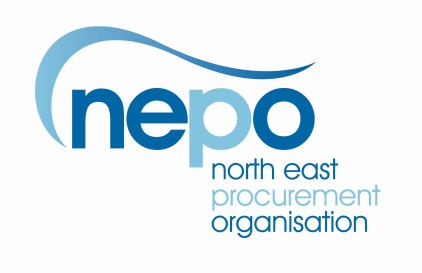 nepo
north east
procurement
organisation